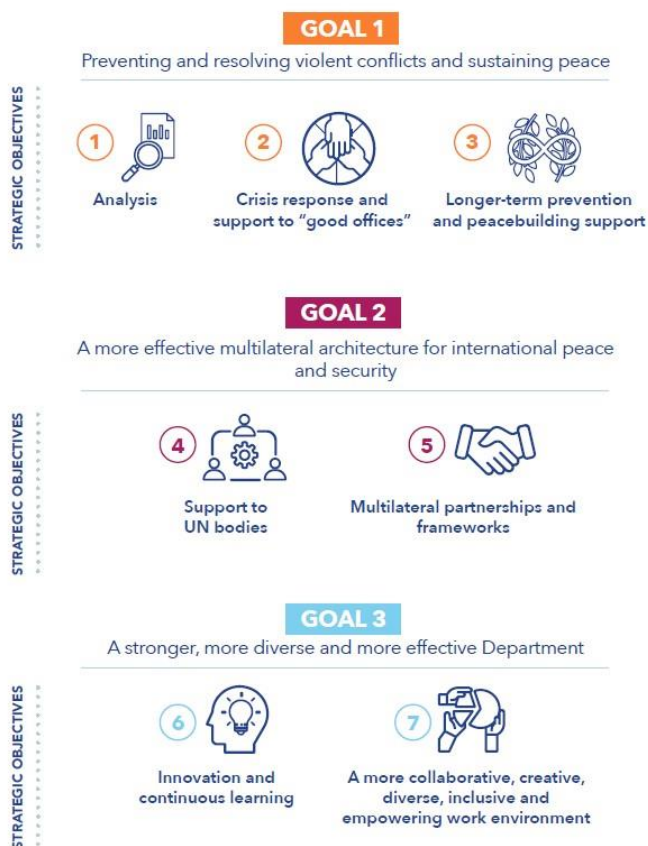 GOAL 1
Preventing and resolving violent conflicts and sustaining peace
STRATEGIC OBJECTIVES
1
Analysis
2
Crisis response and
support to “good offices”
3
Longer-term prevention
and peacebuilding support
GOAL 2
A more effective multilateral architecture for international peace
and security
STRATEGIC OBJECTIVES
4
Support to
UN bodies
5
Multilateral partnerships and
frameworks
GOAL 3
A stronger, more diverse and more effective Department
STRATEGIC OBJECTIVES
6
Innovation and
continuous learning
7
A more collaborative, creative,
diverse, inclusive and
empowering work environment